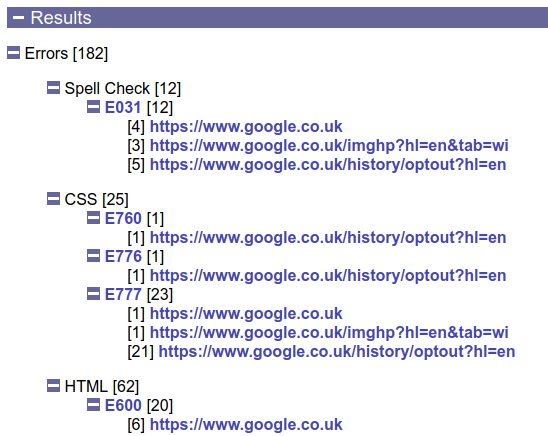 Results
Errors [182]
Spell Check [12]
E031 [12]
[4] https://www.google.co.uk
[3] https://www.google.co.uk/imghp?hl=en&tab=wi
[5] https://www.google.co.uk/history/optout?hl=en
CSS [25]
E760 [1]
[1] https://www.google.co.uk/history/optout?hl=en
E776 [1]
[1] https://www.google.co.uk/history/optout?hl=en
E777 [23]
[1] https://www.google.co.uk
[1] https://www.google.co.uk/imghp?hl=en&tab=wi
[21] https://www.google.co.uk/history/optout?hl=en
HTML [62]
E600 [20]
[6] https://www.google.co.uk